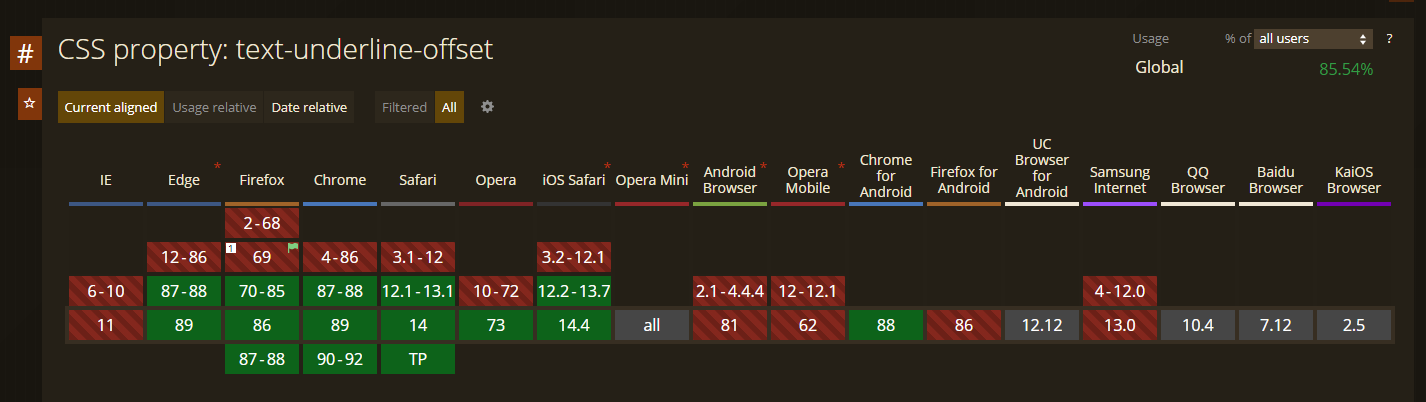 #
CSS property: text-underline-offset
Usage % of all users ?
Global 85.54%
☆
Current aligned Usage relative Date relative Filtered All
IE Edge * Firefox Chrome Safari Opera iOS Safari * Opera Mini * Android Browser * Opera Mobile * Chrome for Android Firefox for Android UC Browser for Android Samsung Internet QQ Browser Baidu Browser KaiOS Browser
2-68
12-86 1 69 4-86 3.1-12 3.2-12.1
6-10 87-88 70-85 87-88 12.1-13.1 10-72 12.2-13.7 2.1-4.4.4 12-12.1 4-12.0
11 89 86 89 14 73 14.4 all 81 62 88 86 12.12 13.0 10.4 7.12 2.5
87-88 90-92 TP